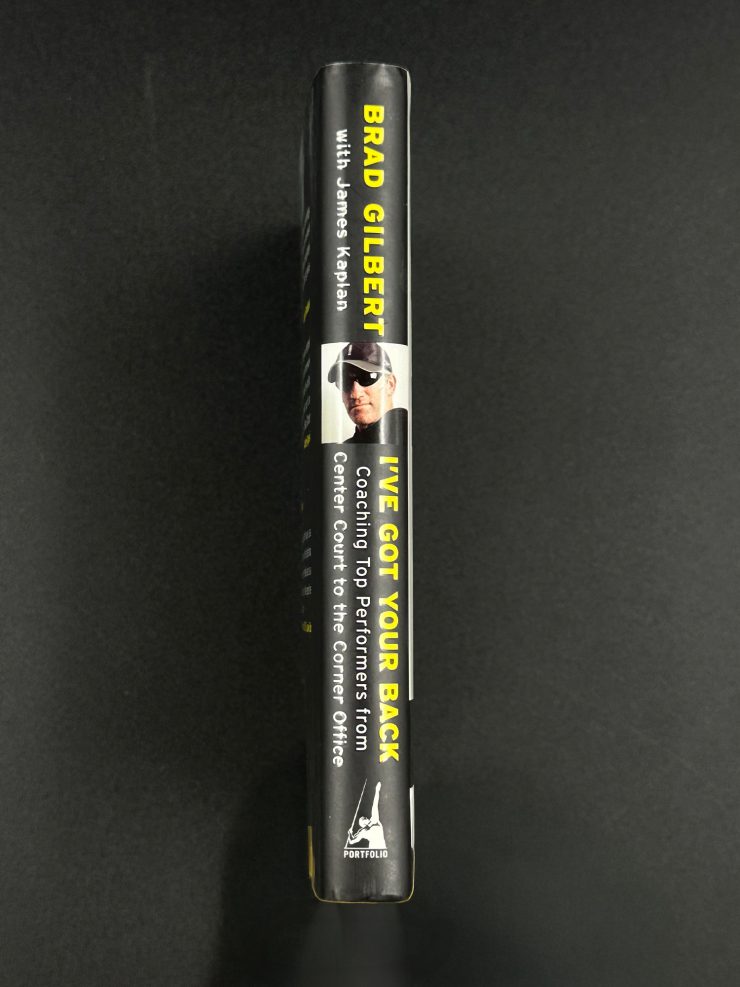 BRAD GILBERT
with James Kaplan
I'VE GOT YOUR BACK
Coaching Top Performers from
Center Court to the Corner Office
PORTFOLIO